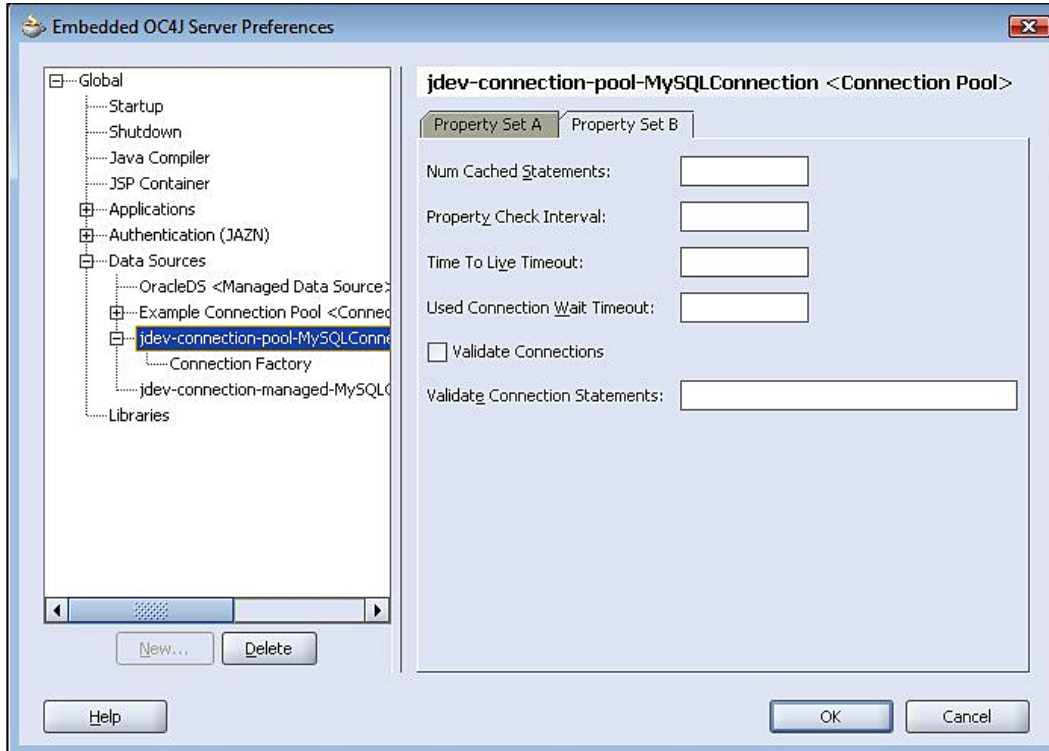 Embedded OC4J Server Preferences
Global
Startup
Shutdown
Java Compiler
JSP Container
Applications
Authentication (JAZN)
Data Sources
OracleDS <Managed Data Source>
Example Connection Pool <Connec
jdev-connection-pool-MySQLConne
Connection Factory
jdev-connection-managed-MySQLC
Libraries
New...
Delete
jdev-connection-pool-MySQLConnection <Connection Pool>
Property Set A
Property Set B
Num Cached Statements:
Property Check Interval:
Time To Live Timeout:
Used Connection Wait Timeout:
Validate Connections
Validate Connection Statements:
Help
OK
Cancel